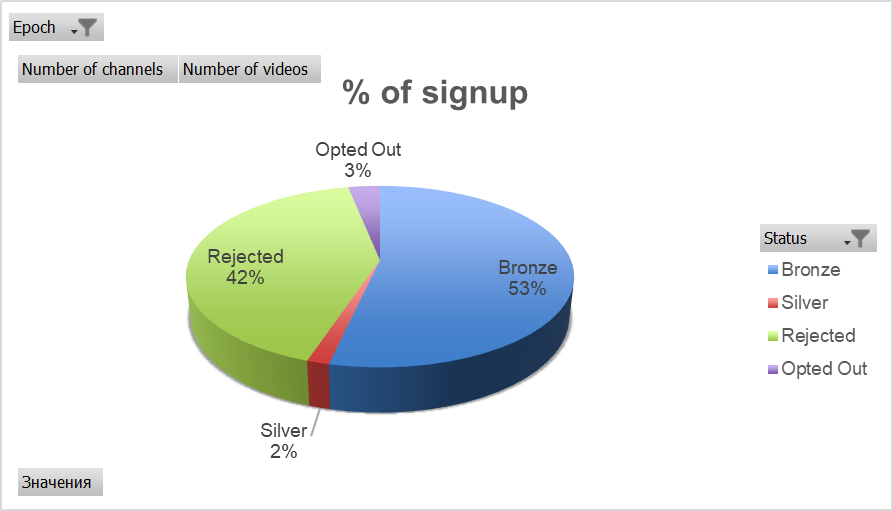 Epoch
Number of channels Number of videos
% of signup
Opted Out
3%
Rejected
42%
Bronze
53%
Silver
2%
Status
Bronze
Silver
Rejected
Opted Out
Значения